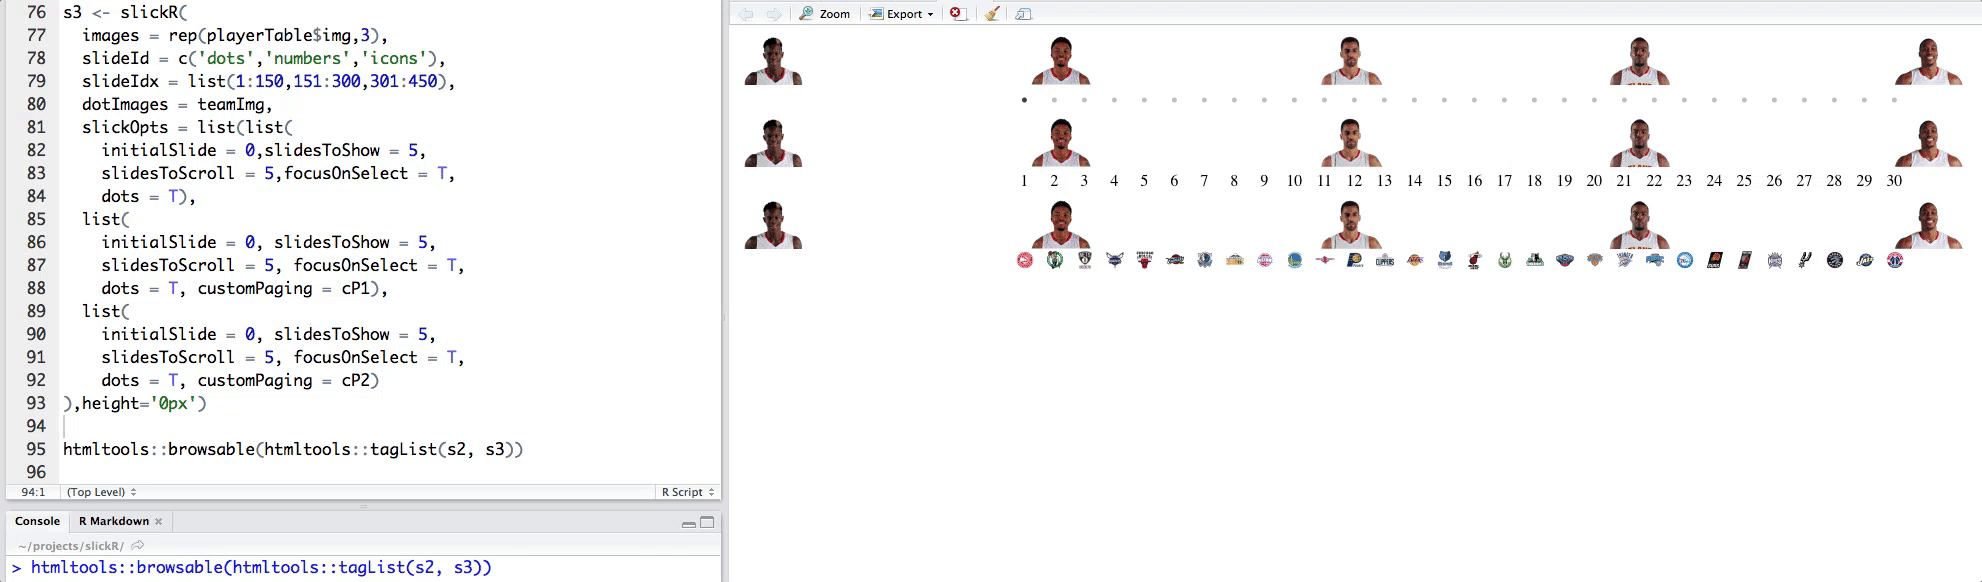 76 s3 <- slickR(
77 images = rep(playerTable$img,3),
78 slideId = c('dots','numbers','icons'),
79 slideIdx = list(1:150,151:300,301:450),
80 dotImages = teamImg,
81 slickOpts = list(list(
82 initialSlide = 0,slidesToShow = 5,
83 slidesToScroll = 5,focusOnSelect = T,
84 dots = T),
85 list(
86 initialSlide = 0, slidesToShow = 5,
87 slidesToScroll = 5, focusOnSelect = T,
88 dots = T, customPaging = cP1),
89 list(
90 initialSlide = 0, slidesToShow = 5,
91 slidesToScroll = 5, focusOnSelect = T,
92 dots = T, customPaging = cP2)
93 ),height='0px')
94
95 htmltools::browsable(htmltools::tagList(s2, s3))
96
94:1 (Top Level) R Script
Console R Markdown
~/projects/slickR/
> htmltools::browsable(htmltools::tagList(s2, s3))
Zoom Export
1 2 3 4 5 6 7 8 9 10 11 12 13 14 15 16 17 18 19 20 21 22 23 24 25 26 27 28 29 30